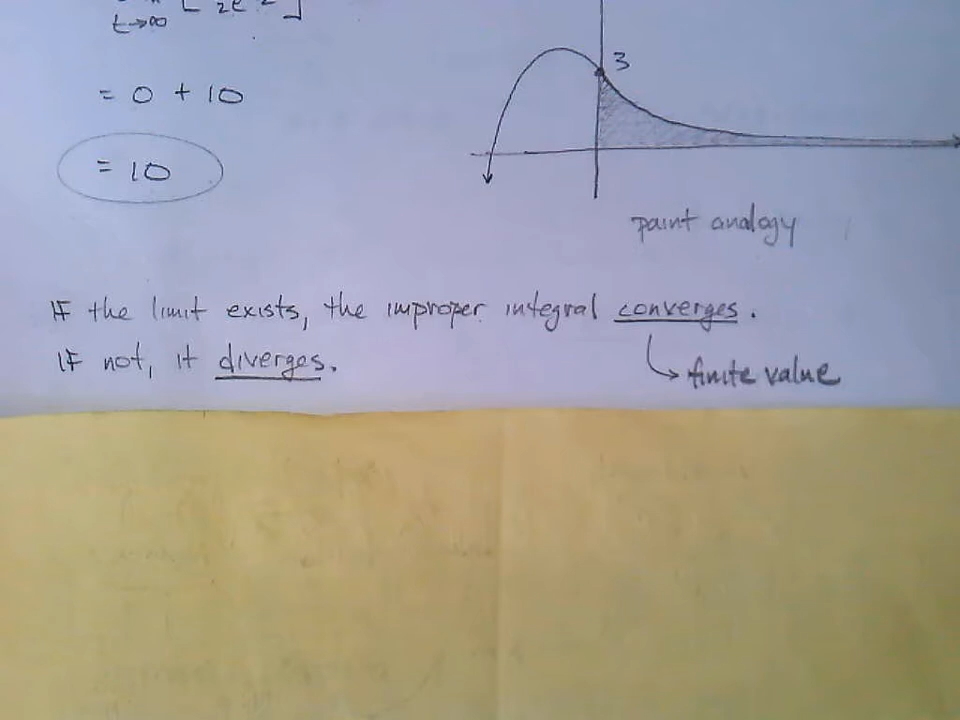 t→∞
= 0 + 10
= 10
3
paint analogy
If the limit exists, the improper integral converges.
If not, it diverges.
→ finite value